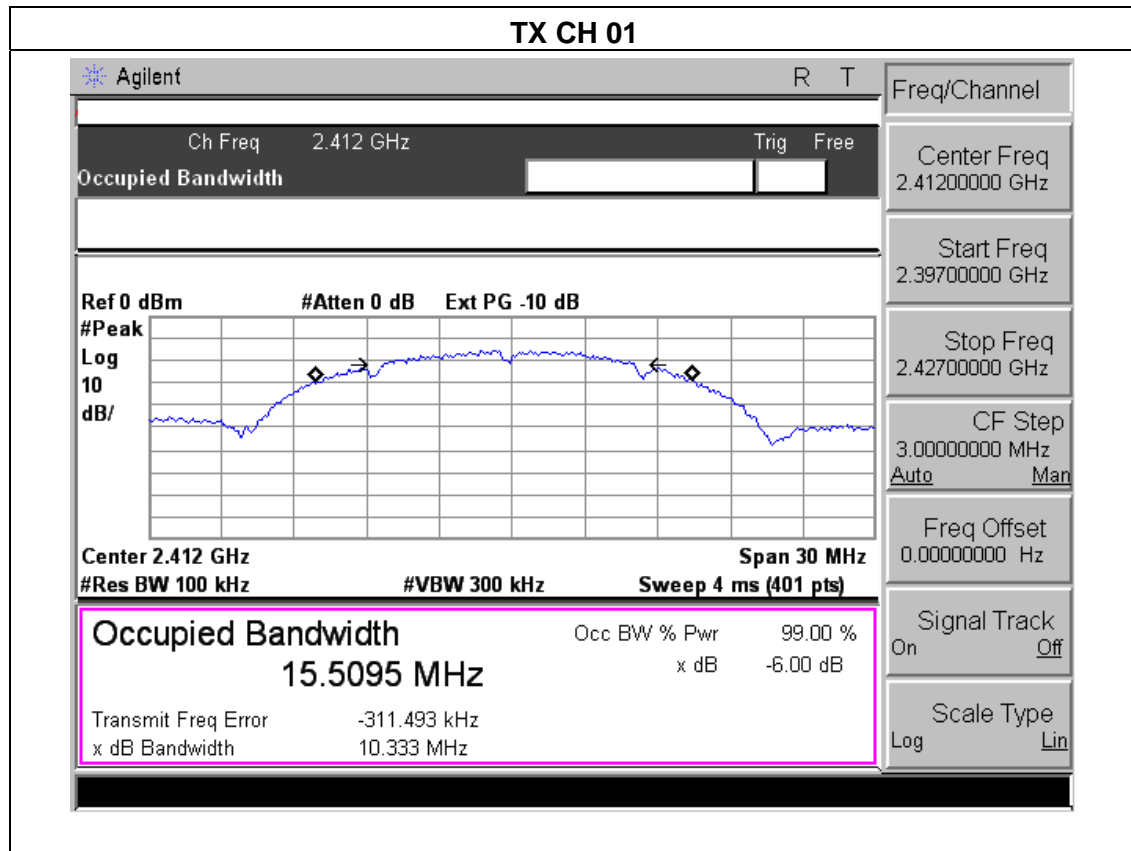 TX CH 01
Agilent R T
Ch Freq 2.412 GHz Trig Free
Occupied Bandwidth
Ref 0 dBm #Atten 0 dB Ext PG -10 dB
#Peak
Log
10
dB/
Center 2.412 GHz Span 30 MHz
#Res BW 100 kHz #VBW 300 kHz Sweep 4 ms (401 pts)
Occupied Bandwidth Occ BW % Pwr 99.00 %
15.5095 MHz x dB -6.00 dB
Transmit Freq Error -311.493 kHz
x dB Bandwidth 10.333 MHz
Freq/Channel
Center Freq
2.41200000 GHz
Start Freq
2.39700000 GHz
Stop Freq
2.42700000 GHz
CF Step
3.00000000 MHz
Auto Man
Freq Offset
0.00000000 Hz
Signal Track
On Off
Scale Type
Log Lin